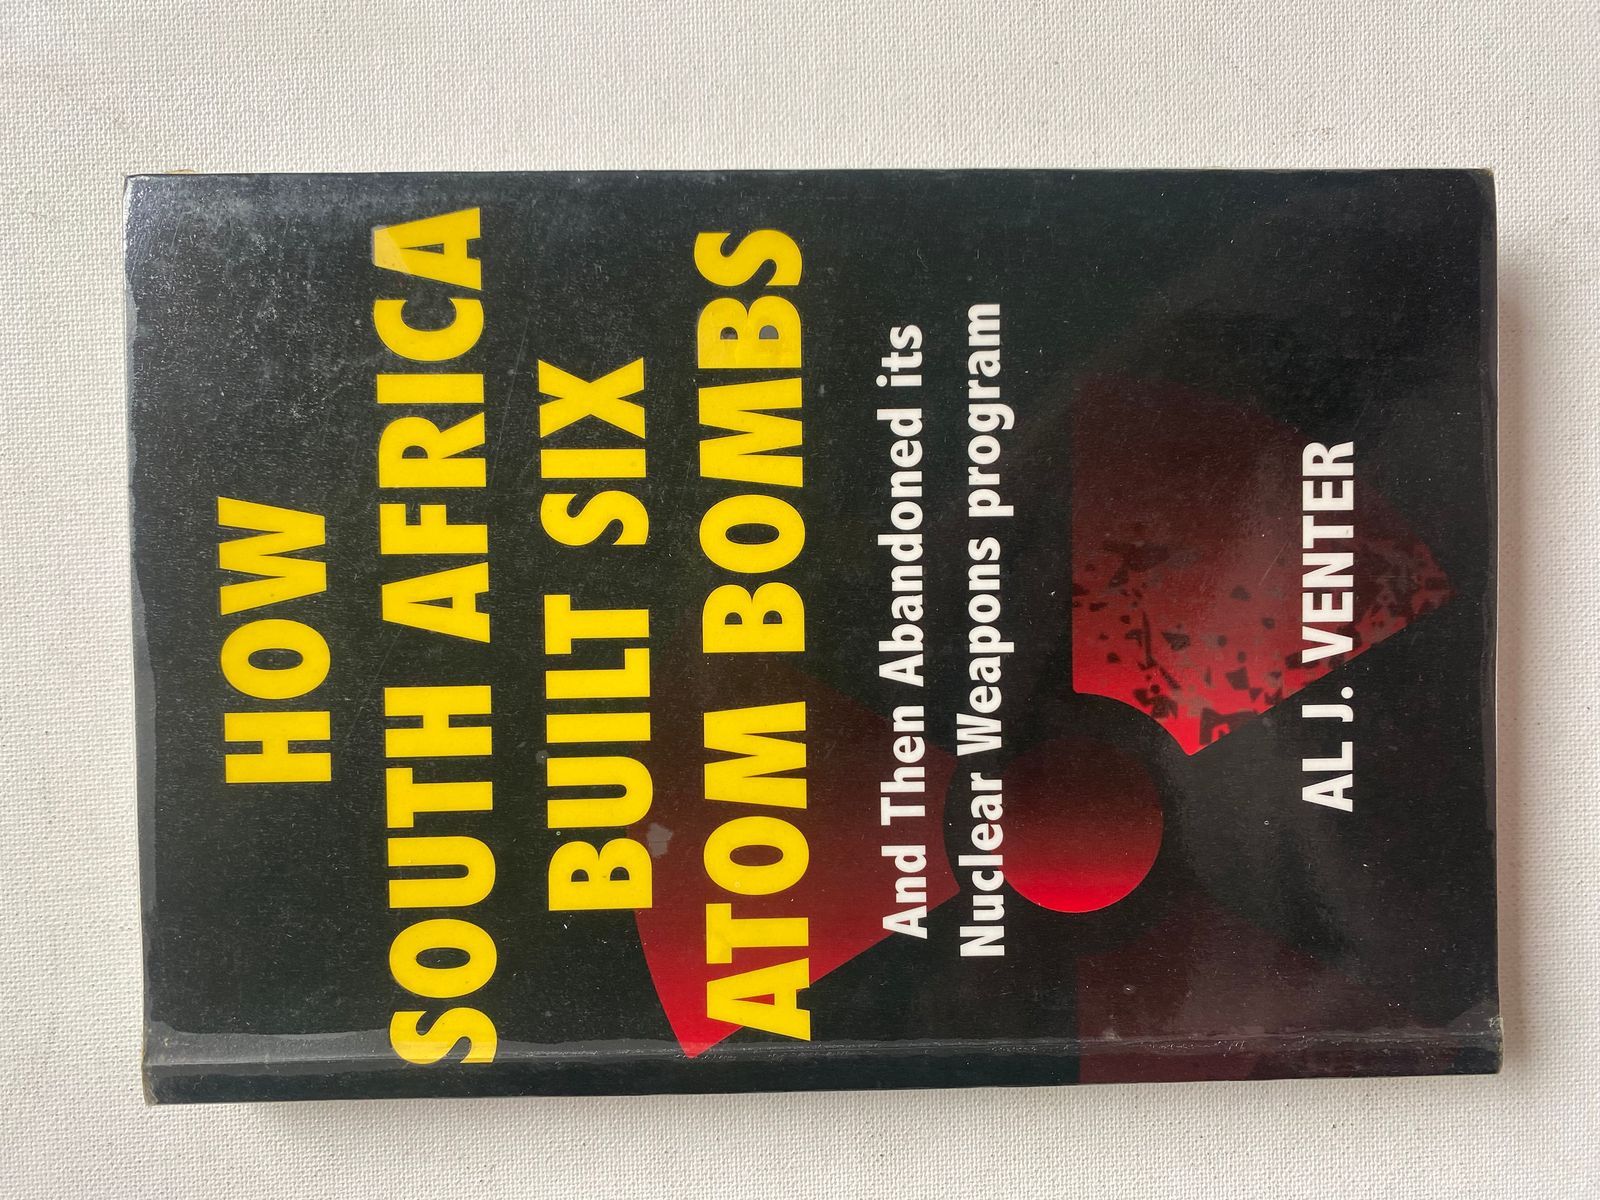 HOW
SOUTH AFRICA
BUILT SIX
ATOM BOMBS
And Then Abandoned its
Nuclear Weapons program
AL J. VENTER